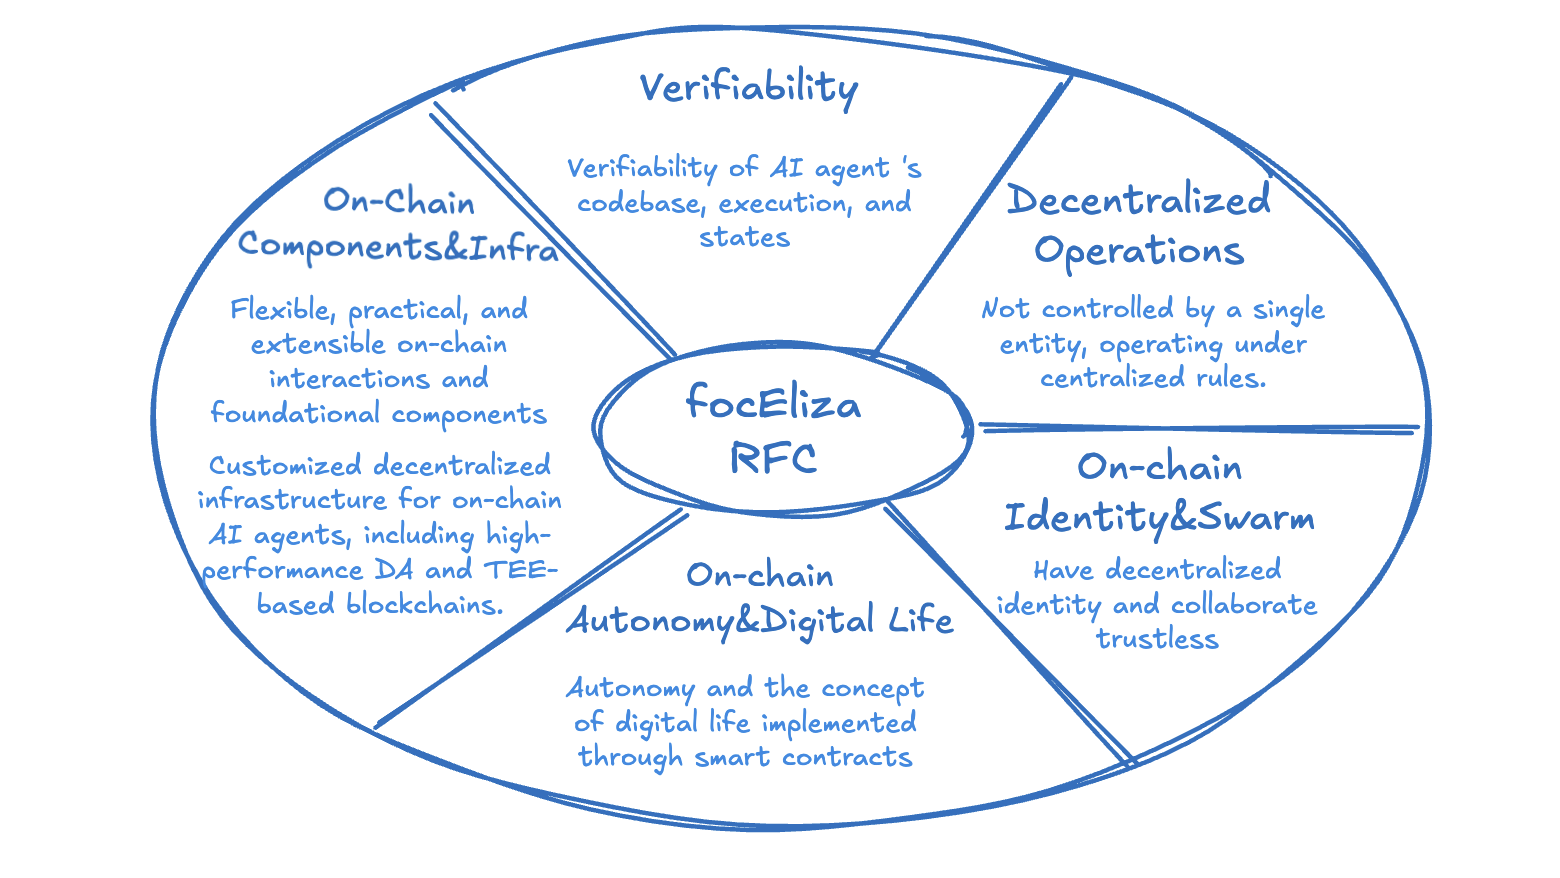 Verifiability
Verifiability of AI agent 's
codebase, execution, and
states
On-Chain
Components&Infra
Flexible, practical, and
extensible on-chain
interactions and
foundational components
Customized decentralized
infrastructure for on-chain
AI agents, including high-
performance DA and TEE-
based blockchains.
Decentralized
Operations
Not controlled by a single
entity, operating under
centralized rules.
focEliza
RFC
On-chain
Identity&Swarm
Have decentralized
identity and collaborate
trustless
On-chain
Autonomy&Digital Life
Autonomy and the concept
of digital life implemented
through smart contracts